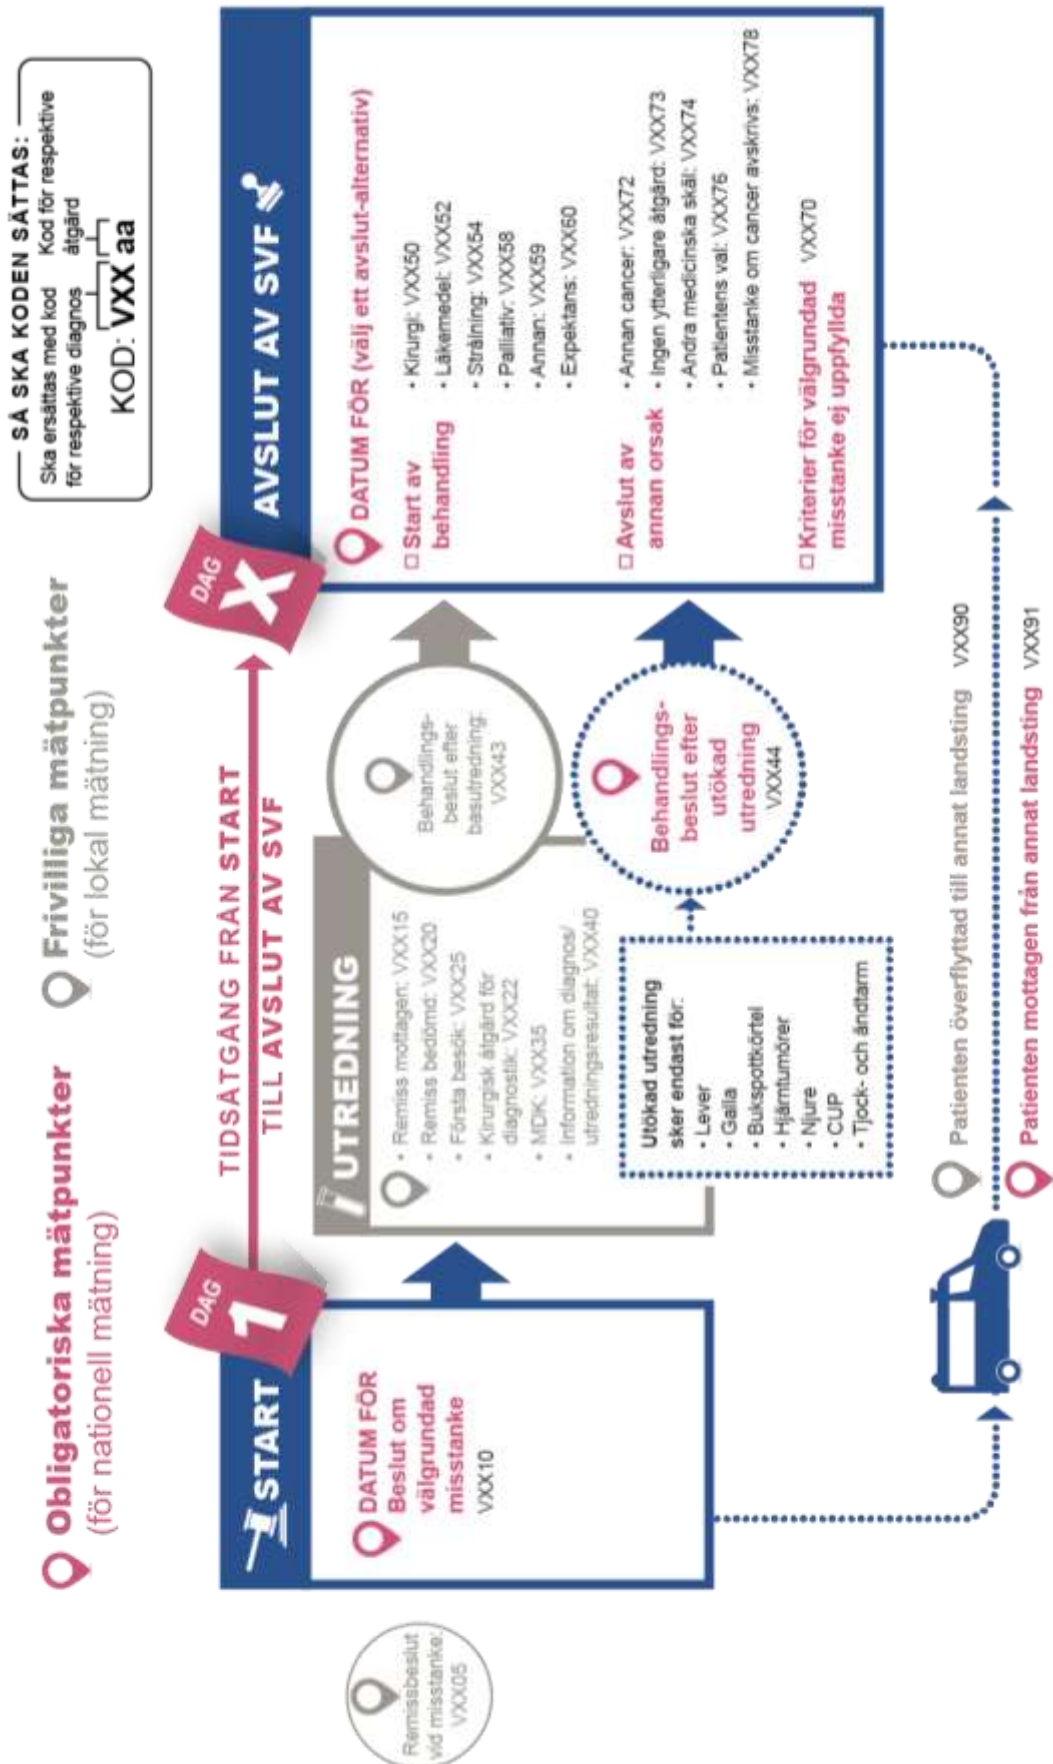 Obligatoriska mätpunkter
(för nationell mätning)
Frivilliga mätpunkter
(för lokal mätning)
SÅ SKA KODEN SÄTTAS:
Ska ersättas med kod
för respektive diagnos
Kod för respektive
åtgärd
KOD: VXX aa
TIDSÅTGÅNG FRÅN START
TILL AVSLUT AV SVF
Remissbeslut
vid misstanke:
VXX05
DAG
1
START
DATUM FÖR
Beslut om
välgrundad
misstanke
VXX10
UTREDNING
• Remiss mottagen: VXX15
• Remiss bedömd: VXX20
• Första besök: VXX25
• Kirurgisk åtgärd för
diagnostik: VXX22
• MDK: VXX35
• Information om diagnos/
utredningsresultat: VXX40
Utökad utredning
sker endast för:
• Lever
• Galla
• Bukspottkörtel
• Hjärntumörer
• Njure
• CUP
• Tjock- och ändtarm
Behandlings-
beslut efter
basutredning:
VXX43
Behandlings-
beslut efter
utökad
utredning
VXX44
DAG
X
AVSLUT AV SVF
DATUM FÖR (välj ett avslut-alternativ)
□ Start av
behandling
• Kirurgi: VXX50
• Läkemedel: VXX52
• Strålning: VXX54
• Palliativ: VXX58
• Annan: VXX59
• Expektans: VXX60
□ Avslut av
annan orsak
• Annan cancer: VXX72
• Ingen ytterligare åtgärd: VXX73
• Andra medicinska skäl: VXX74
• Patientens val: VXX76
• Misstanke om cancer avskrivs: VXX78
□ Kriterier för välgrundad
misstanke ej uppfyllda
VXX70
Patienten överflyttad till annat landsting VXX90
Patienten mottagen från annat landsting VXX91